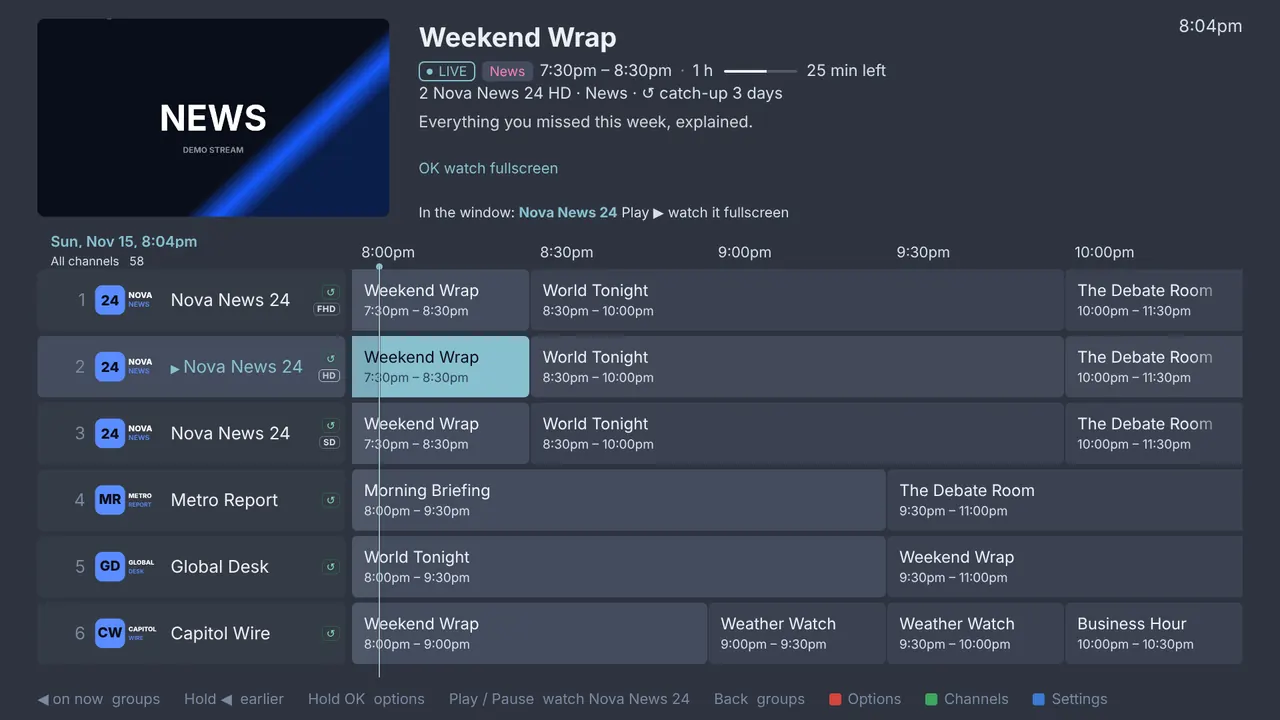 8:04pm
NEWS
DEMO STREAM
Weekend Wrap
● LIVE News 7:30pm – 8:30pm · 1 h 25 min left
2 Nova News 24 HD · News · ↺ catch-up 3 days
Everything you missed this week, explained.
OK watch fullscreen
In the window: Nova News 24 Play ▶ watch it fullscreen
Sun, Nov 15, 8:04pm
All channels 58
8:00pm 8:30pm 9:00pm 9:30pm 10:00pm
1 24 NOVA NEWS Nova News 24 ↺ FHD
Weekend Wrap
7:30pm – 8:30pm
World Tonight
8:30pm – 10:00pm
The Debate Room
10:00pm – 11:30pm
2 24 NOVA NEWS ▶ Nova News 24 ↺ HD
Weekend Wrap
7:30pm – 8:30pm
World Tonight
8:30pm – 10:00pm
The Debate Room
10:00pm – 11:30pm
3 24 NOVA NEWS Nova News 24 ↺ SD
Weekend Wrap
7:30pm – 8:30pm
World Tonight
8:30pm – 10:00pm
The Debate Room
10:00pm – 11:30pm
4 MR METRO REPORT Metro Report ↺
Morning Briefing
8:00pm – 9:30pm
The Debate Room
9:30pm – 11:00pm
5 GD GLOBAL DESK Global Desk ↺
World Tonight
8:00pm – 9:30pm
Weekend Wrap
9:30pm – 11:00pm
6 CW CAPITOL WIRE Capitol Wire ↺
Weekend Wrap
8:00pm – 9:00pm
Weather Watch
9:00pm – 9:30pm
Weather Watch
9:30pm – 10:00pm
Business Hour
10:00pm – 10:30pm
◀ on now groups Hold ◀ earlier Hold OK options Play / Pause watch Nova News 24 Back groups Options Channels Settings